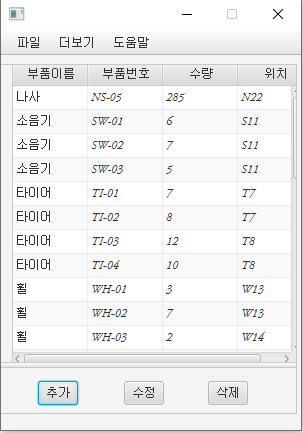 파일 더보기 도움말
부품이름 부품번호 수량 위치
나사 NS-05 285 N22
소음기 SW-01 6 S11
소음기 SW-02 7 S11
소음기 SW-03 5 S11
타이어 TI-01 7 T7
타이어 TI-02 8 T7
타이어 TI-03 12 T8
타이어 TI-04 10 T8
휠 WH-01 3 W13
휠 WH-02 7 W13
휠 WH-03 2 W14
추가 수정 삭제